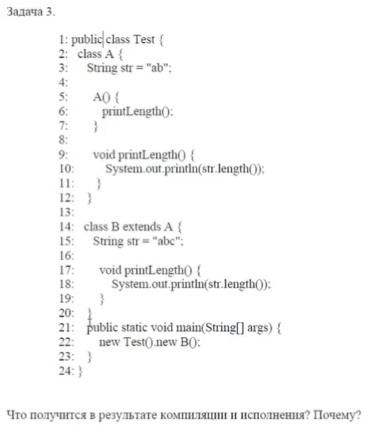 Задача 3.
1: public class Test {
2: class A {
3: String str = "ab";
4:
5: A() {
6: printLength();
7: }
8:
9: void printLength() {
10: System.out.println(str.length());
11: }
12: }
13:
14: class B extends A {
15: String str = "abc";
16:
17: void printLength() {
18: System.out.println(str.length());
19: }
20: }
21: public static void main(String[] args) {
22: new Test().new B();
23: }
24: }
Что получится в результате компиляции и исполнения? Почему?